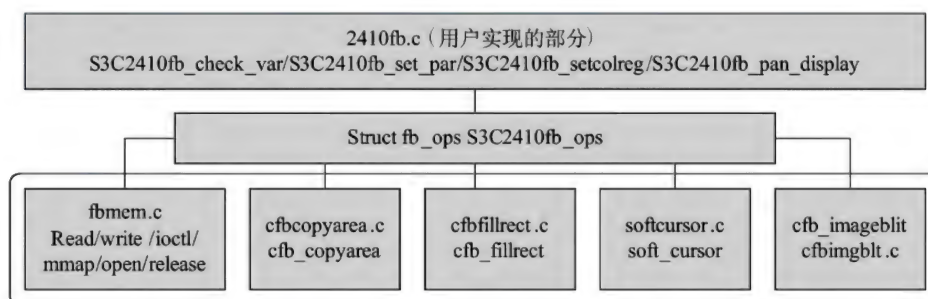 2410fb.c（用户实现的部分）
S3C2410fb_check_var/S3C2410fb_set_par/S3C2410fb_setcolreg/S3C2410fb_pan_display
Struct fb_ops S3C2410fb_ops
fbmem.c
Read/write /ioctl/
mmap/open/release
cfbcopyarea.c
cfb_copyarea
cfbfillrect.c
cfb_fillrect
softcursor.c
soft_cursor
cfb_imageblit
cfbimgblt.c